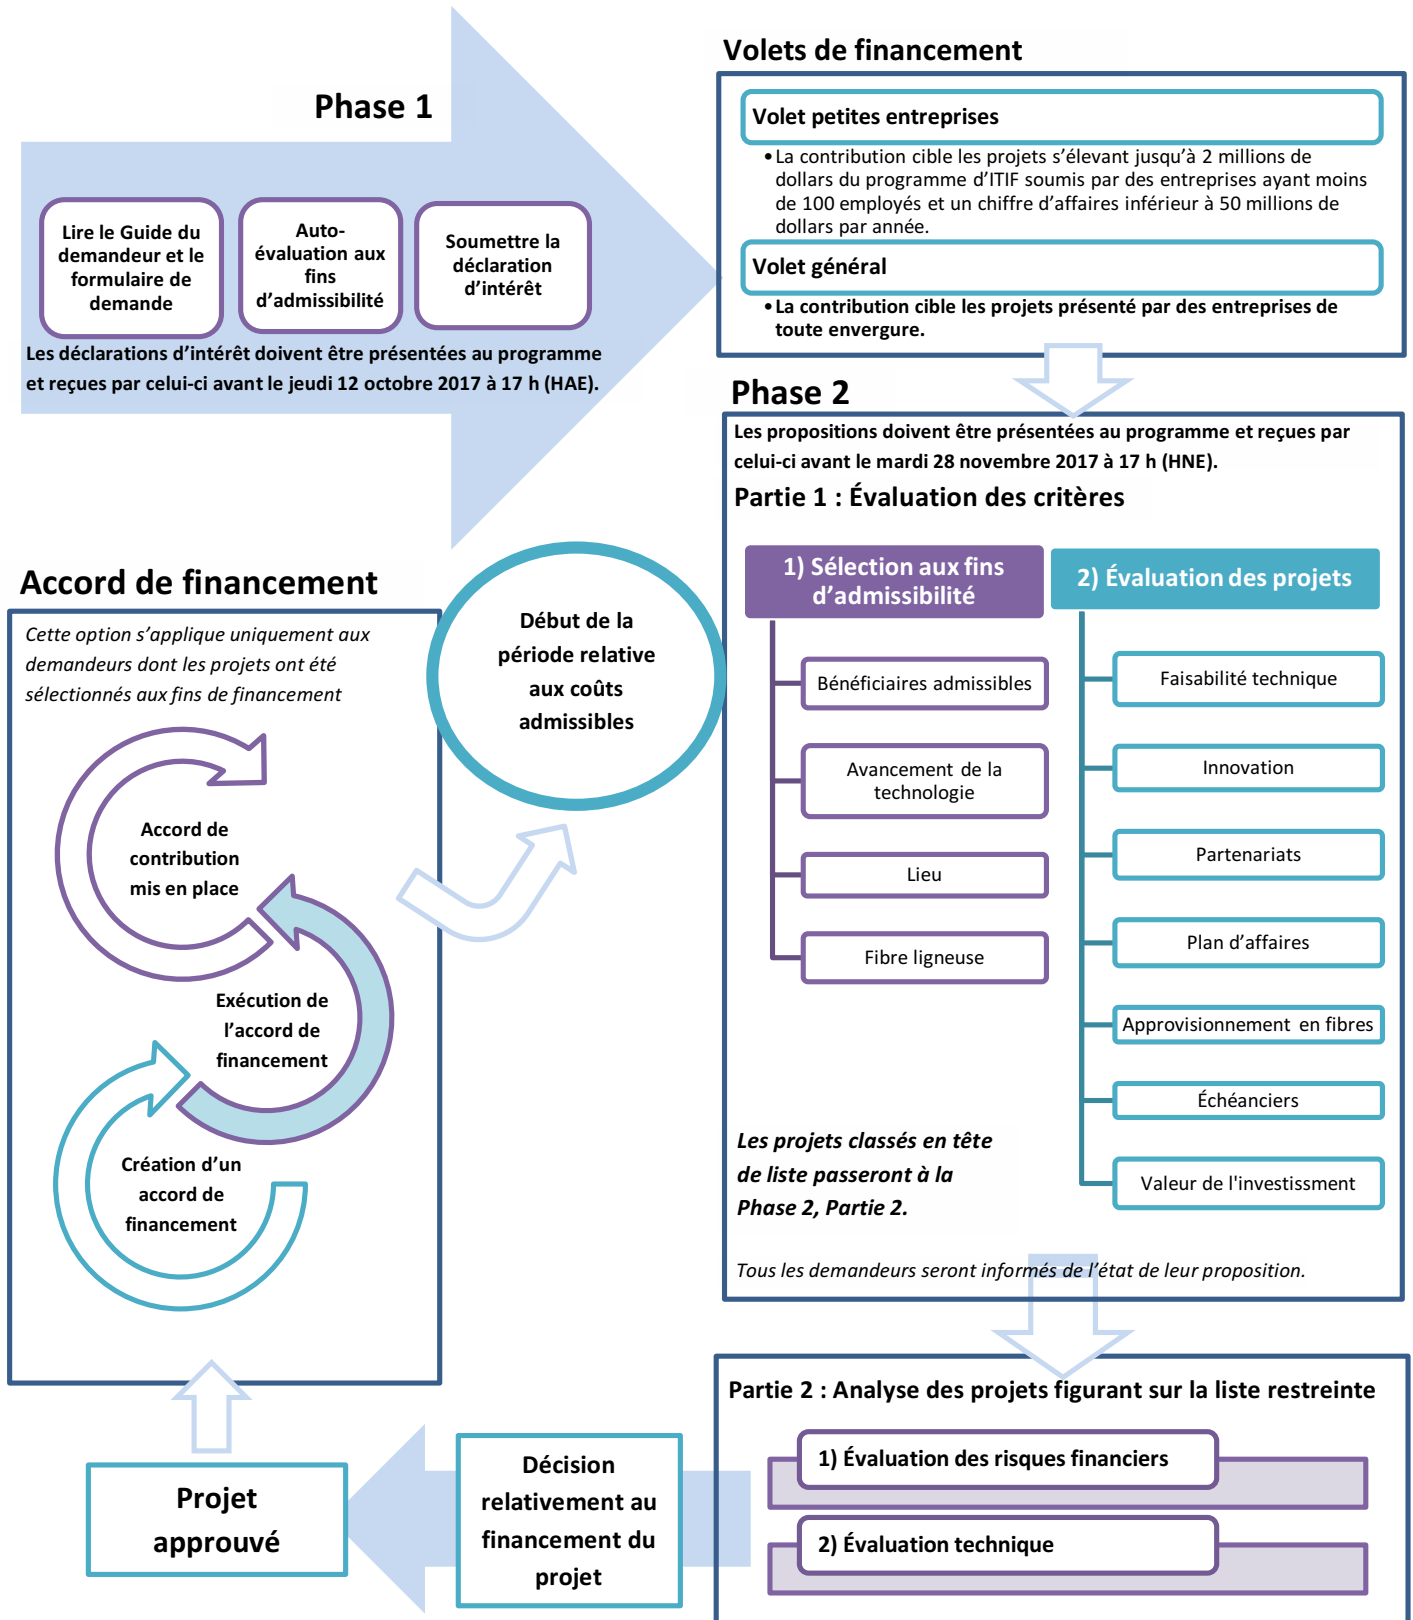 Phase 1
Lire le Guide du
demandeur et le
formulaire de
demande
Auto-
évaluation aux
fins
d'admissibilité
Soumettre la
déclaration
d'intérêt
Les déclarations d'intérêt doivent être présentées au programme
et reçues par celui-ci avant le jeudi 12 octobre 2017 à 17 h (HAE).
Volets de financement
Volet petites entreprises
•La contribution cible les projets s'élevant jusqu'à 2 millions de
dollars du programme d'ITIF soumis par des entreprises ayant moins
de 100 employés et un chiffre d'affaires inférieur à 50 millions de
dollars par année.
Volet général
•La contribution cible les projets présenté par des entreprises de
toute envergure.
Phase 2
Les propositions doivent être présentées au programme et reçues par
celui-ci avant le mardi 28 novembre 2017 à 17 h (HNE).
Partie 1 : Évaluation des critères
1) Sélection aux fins
d'admissibilité
Bénéficiaires admissibles
Avancement de la
technologie
Lieu
Fibre ligneuse
2) Évaluation des projets
Faisabilité technique
Innovation
Partenariats
Plan d'affaires
Approvisionnement en fibres
Échéanciers
Valeur de l'investissment
Les projets classés en tête
de liste passeront à la
Phase 2, Partie 2.
Tous les demandeurs seront informés de l'état de leur proposition.
Partie 2 : Analyse des projets figurant sur la liste restreinte
1) Évaluation des risques financiers
2) Évaluation technique
Décision
relativement au
financement du
projet
Projet
approuvé
Accord de financement
Cette option s'applique uniquement aux
demandeurs dont les projets ont été
sélectionnés aux fins de financement
Accord de
contribution
mis en place
Exécution de
l'accord de
financement
Création d'un
accord de
financement
Début de la
période relative
aux coûts
admissibles